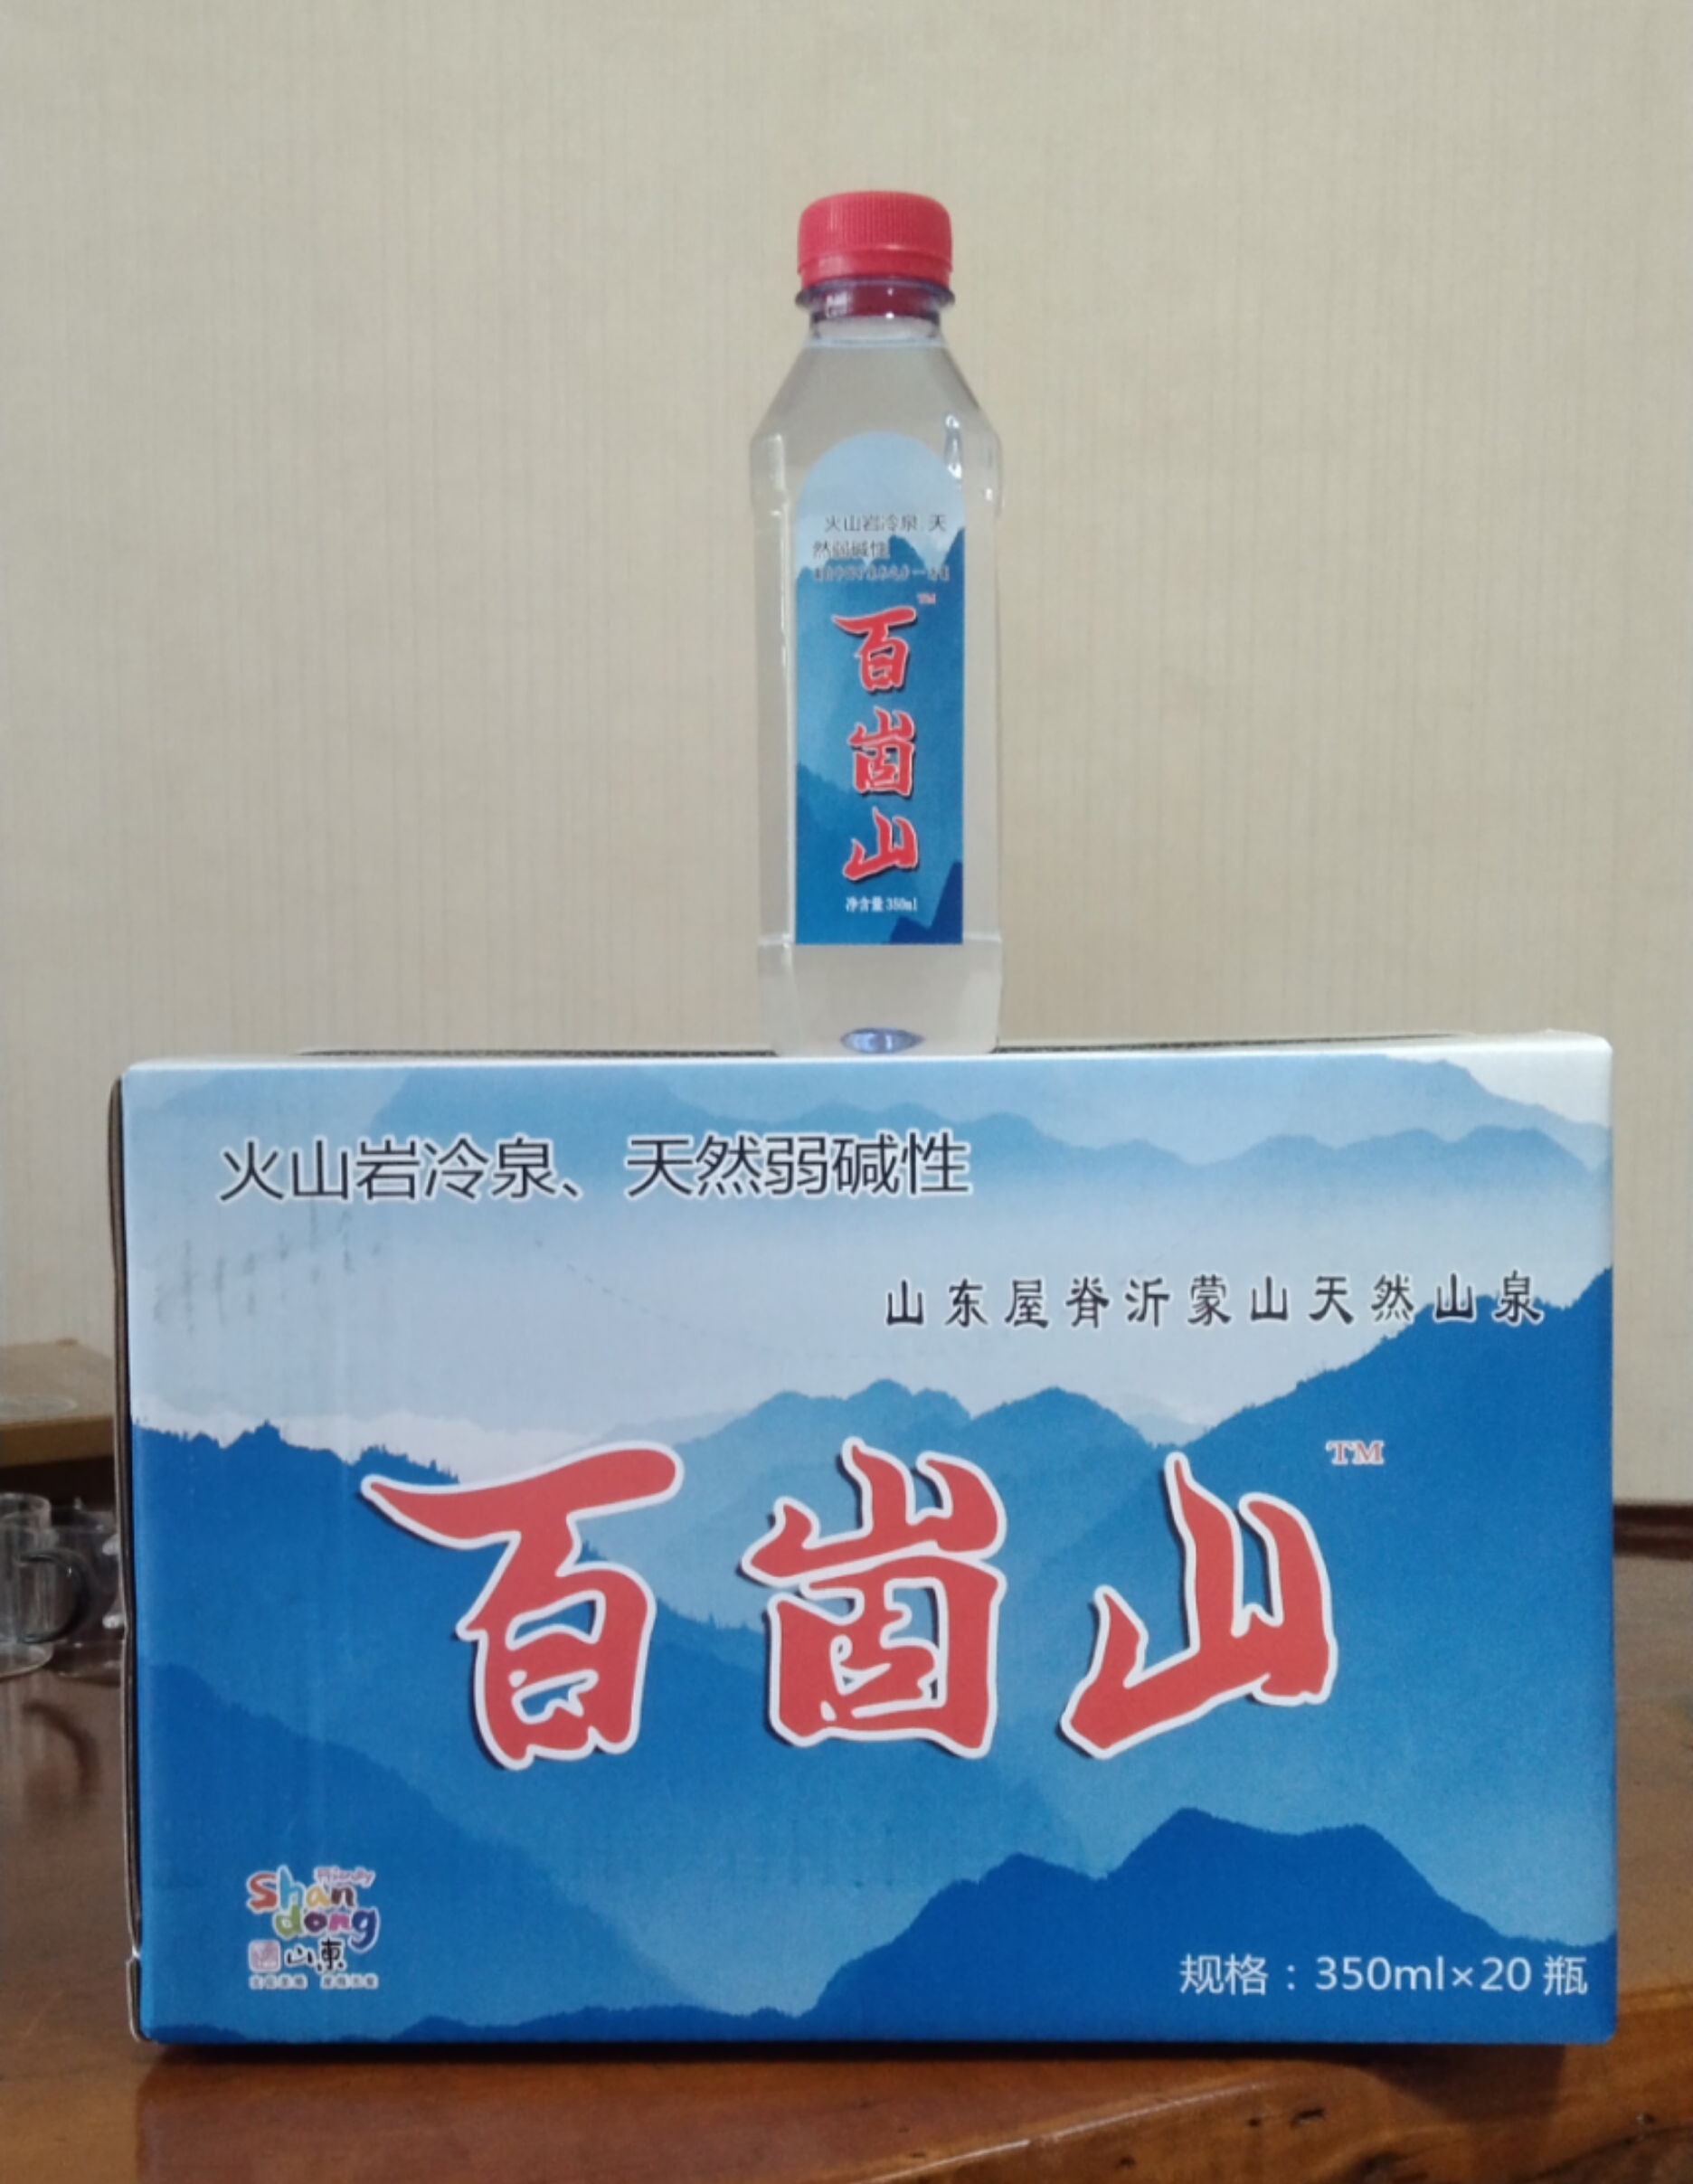 火山岩冷泉、天
然弱碱性
TM
百
崮
山
净含量 350ml
火山岩冷泉、天然弱碱性
山东屋脊沂蒙山天然山泉
百崮山
TM
Friendly
Shan
dong
山東
规格：350ml×20 瓶